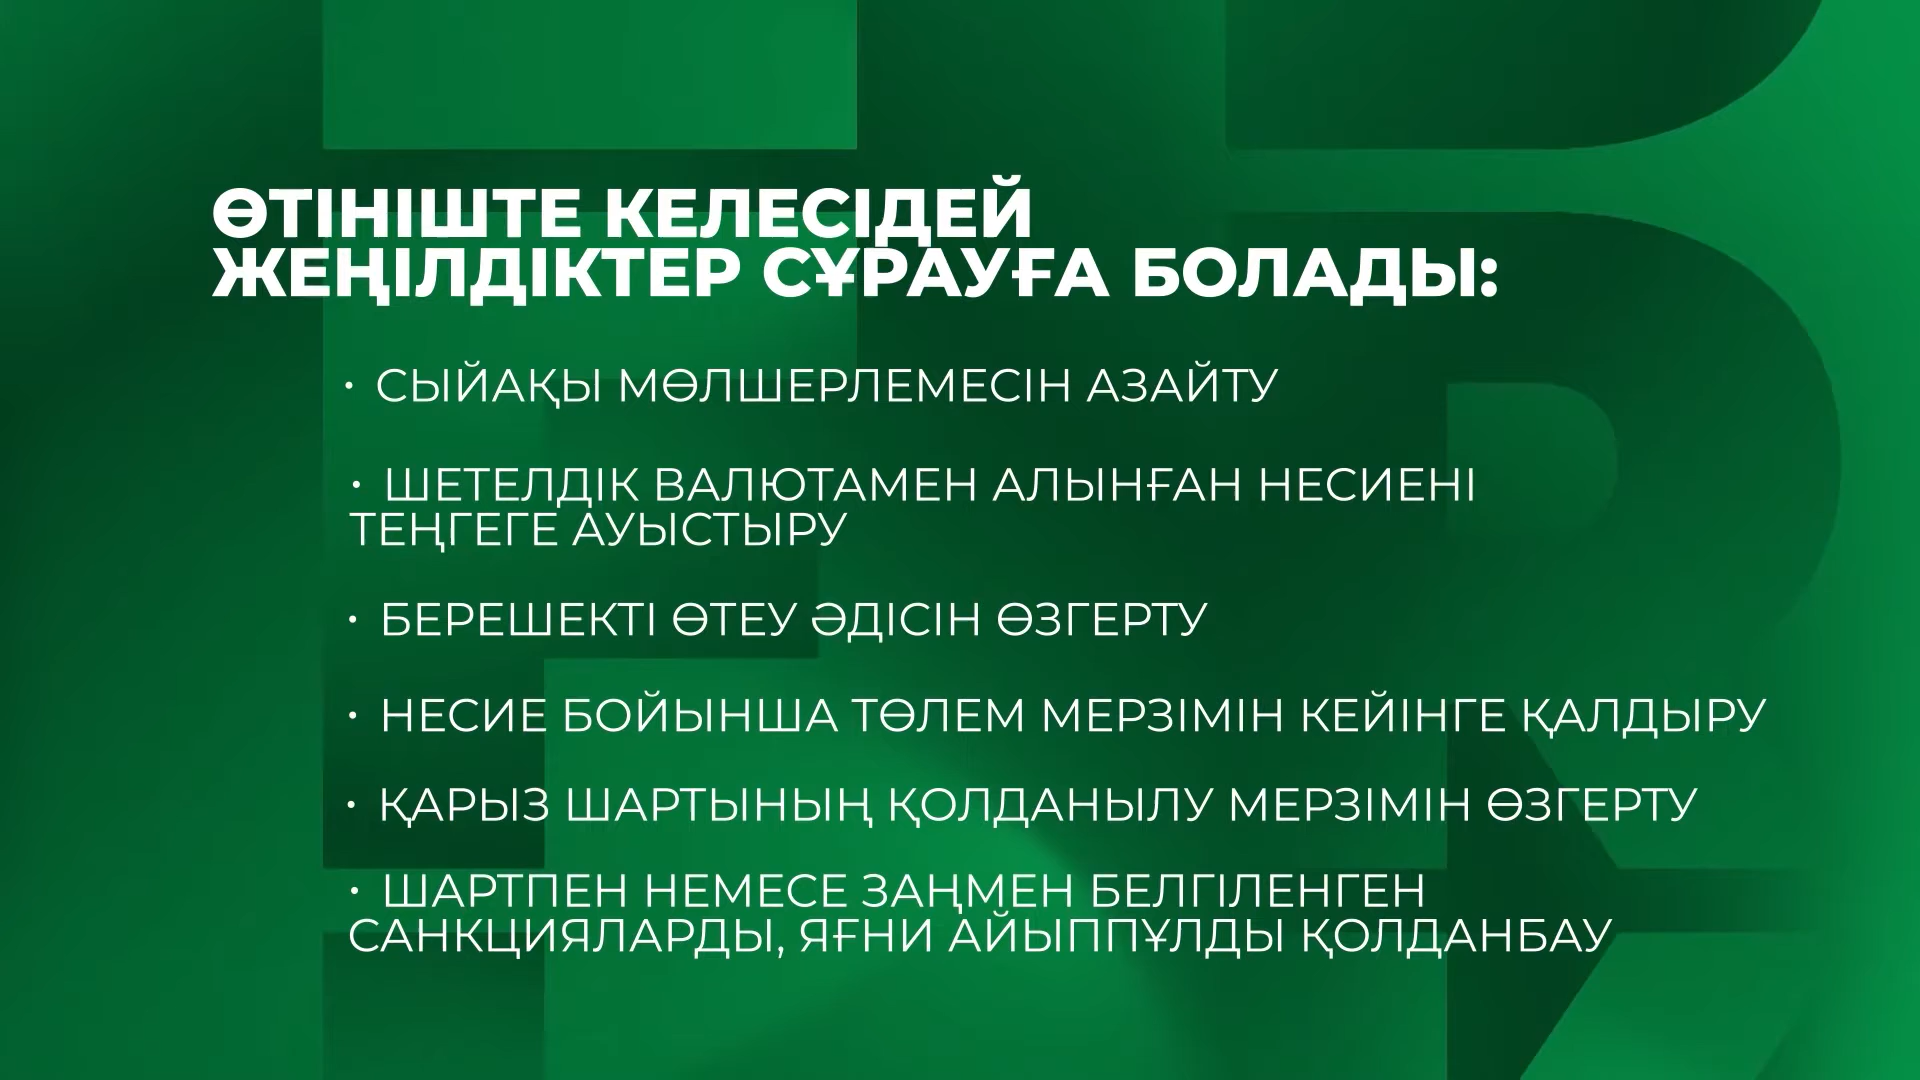 ӨТІНІШТЕ КЕЛЕСІДЕЙ
ЖЕҢІЛДІКТЕР СҰРАУҒА БОЛАДЫ:
• СЫЙАҚЫ МӨЛШЕРЛЕМЕСІН АЗАЙТУ
• ШЕТЕЛДІК ВАЛЮТАМЕН АЛЫНҒАН НЕСИЕНІ
ТЕҢГЕГЕ АУЫСТЫРУ
• БЕРЕШЕКТІ ӨТЕУ ӘДІСІН ӨЗГЕРТУ
• НЕСИЕ БОЙЫНША ТӨЛЕМ МЕРЗІМІН КЕЙІНГЕ ҚАЛДЫРУ
• ҚАРЫЗ ШАРТЫНЫҢ ҚОЛДАНЫЛУ МЕРЗІМІН ӨЗГЕРТУ
• ШАРТПЕН НЕМЕСЕ ЗАҢМЕН БЕЛГІЛЕНГЕН
САНКЦИЯЛАРДЫ, ЯҒНИ АЙЫППҰЛДЫ ҚОЛДАНБАУ